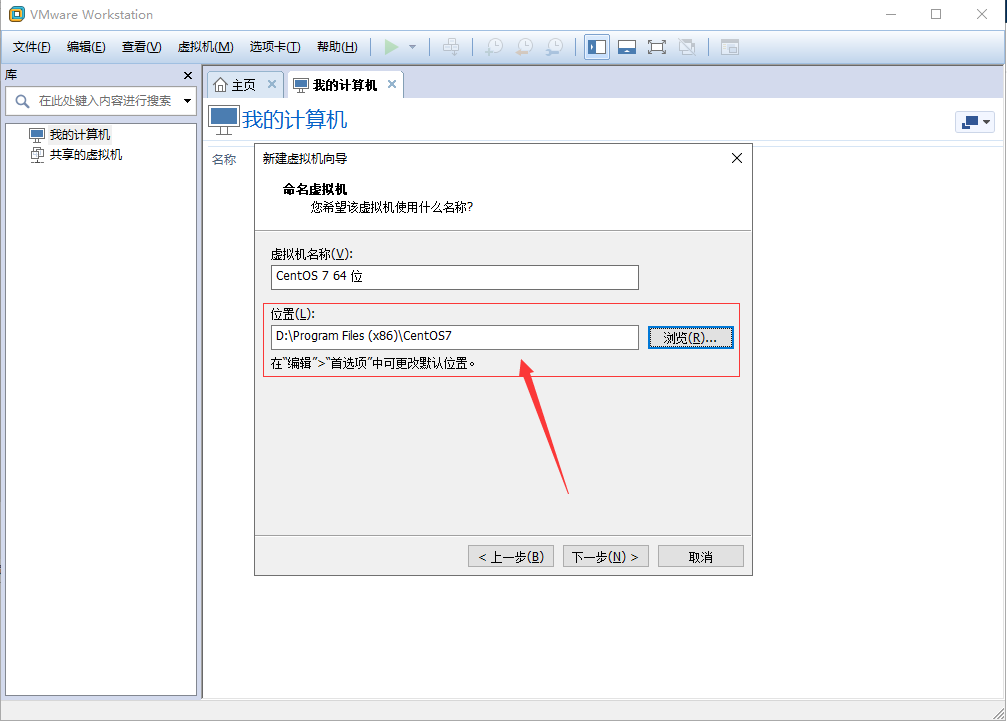 VMware Workstation
文件(F) 编辑(E) 查看(V) 虚拟机(M) 选项卡(T) 帮助(H)
库
在此处键入内容进行搜索
我的计算机
共享的虚拟机
主页
我的计算机
我的计算机
名称
新建虚拟机向导
命名虚拟机
您希望该虚拟机使用什么名称?
虚拟机名称(V):
CentOS 7 64 位
位置(L):
D:\Program Files (x86)\CentOS7
浏览(R)...
在"编辑">"首选项"中可更改默认位置。
< 上一步(B) 下一步(N) > 取消